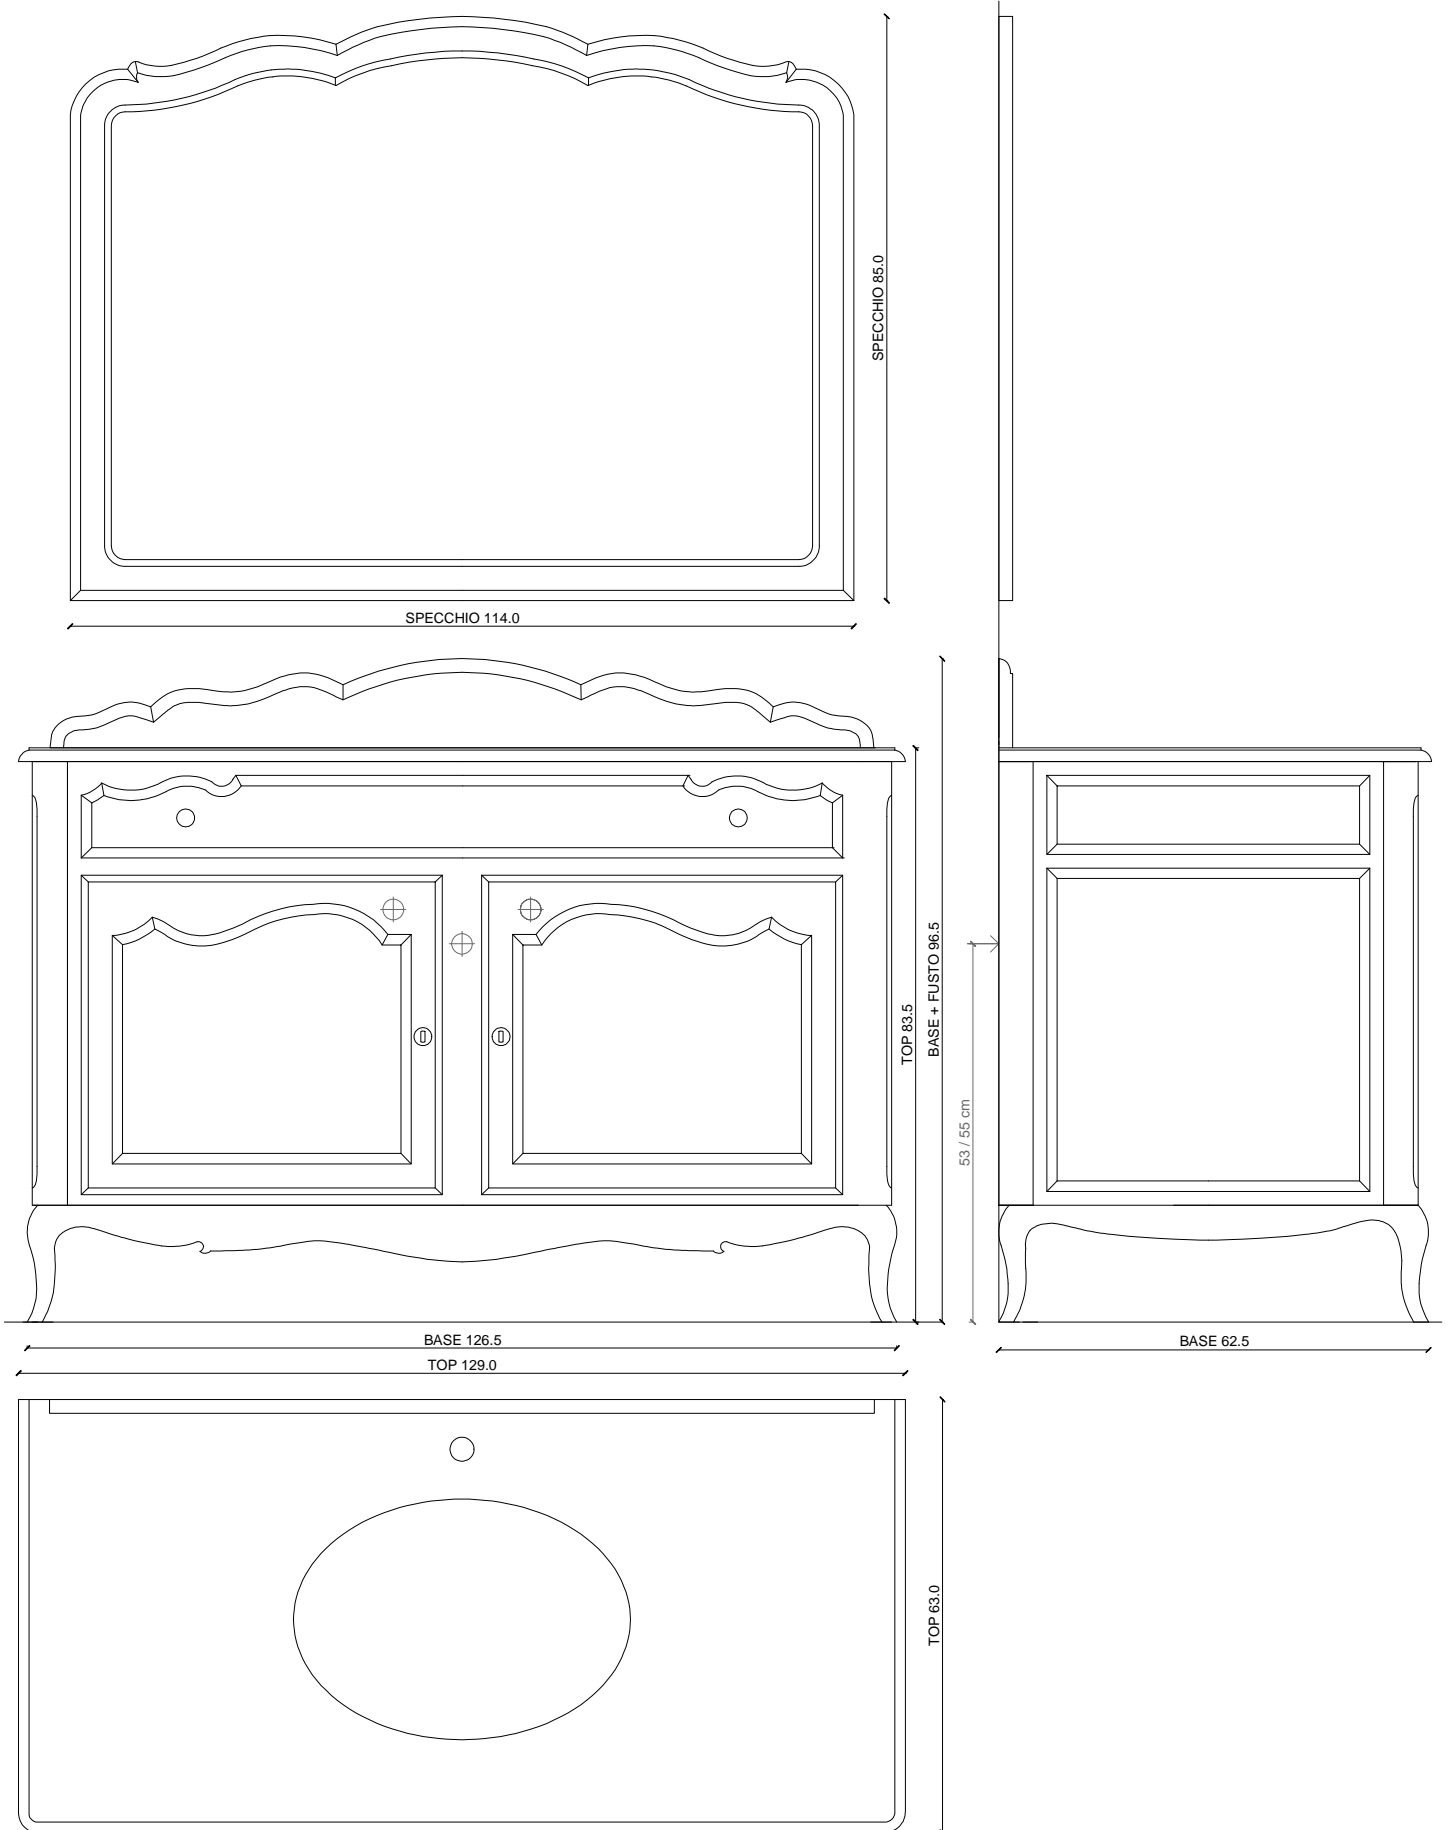 SPECCHIO 85.0
SPECCHIO 114.0
BASE + FUSTO 96.5
TOP 83.5
53 / 55 cm
BASE 126.5
BASE 62.5
TOP 129.0
TOP 63.0